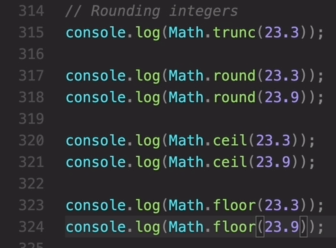 314 // Rounding integers
315 console.log(Math.trunc(23.3));
316
317 console.log(Math.round(23.3));
318 console.log(Math.round(23.9));
319
320 console.log(Math.ceil(23.3));
321 console.log(Math.ceil(23.9));
322
323 console.log(Math.floor(23.3));
324 console.log(Math.floor(23.9));
325